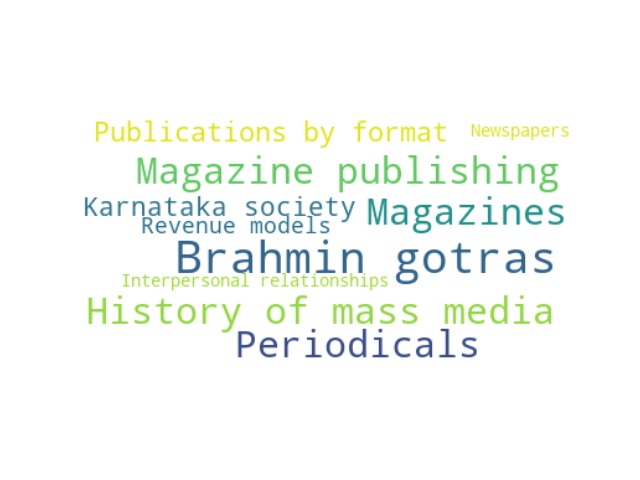 Publications by format
Newspapers
Magazine publishing
Karnataka society
Magazines
Revenue models
Brahmin gotras
Interpersonal relationships
History of mass media
Periodicals